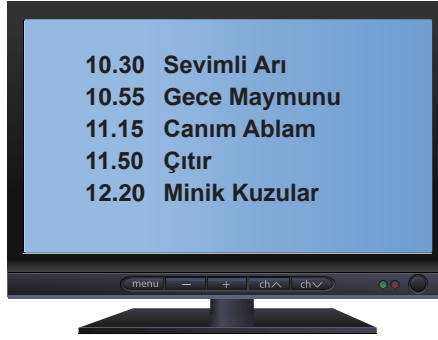 10.30 Sevimli Arı
10.55 Gece Maymunu
11.15 Canım Ablam
11.50 Çıtır
12.20 Minik Kuzular
menu − + ch∧ ch∨